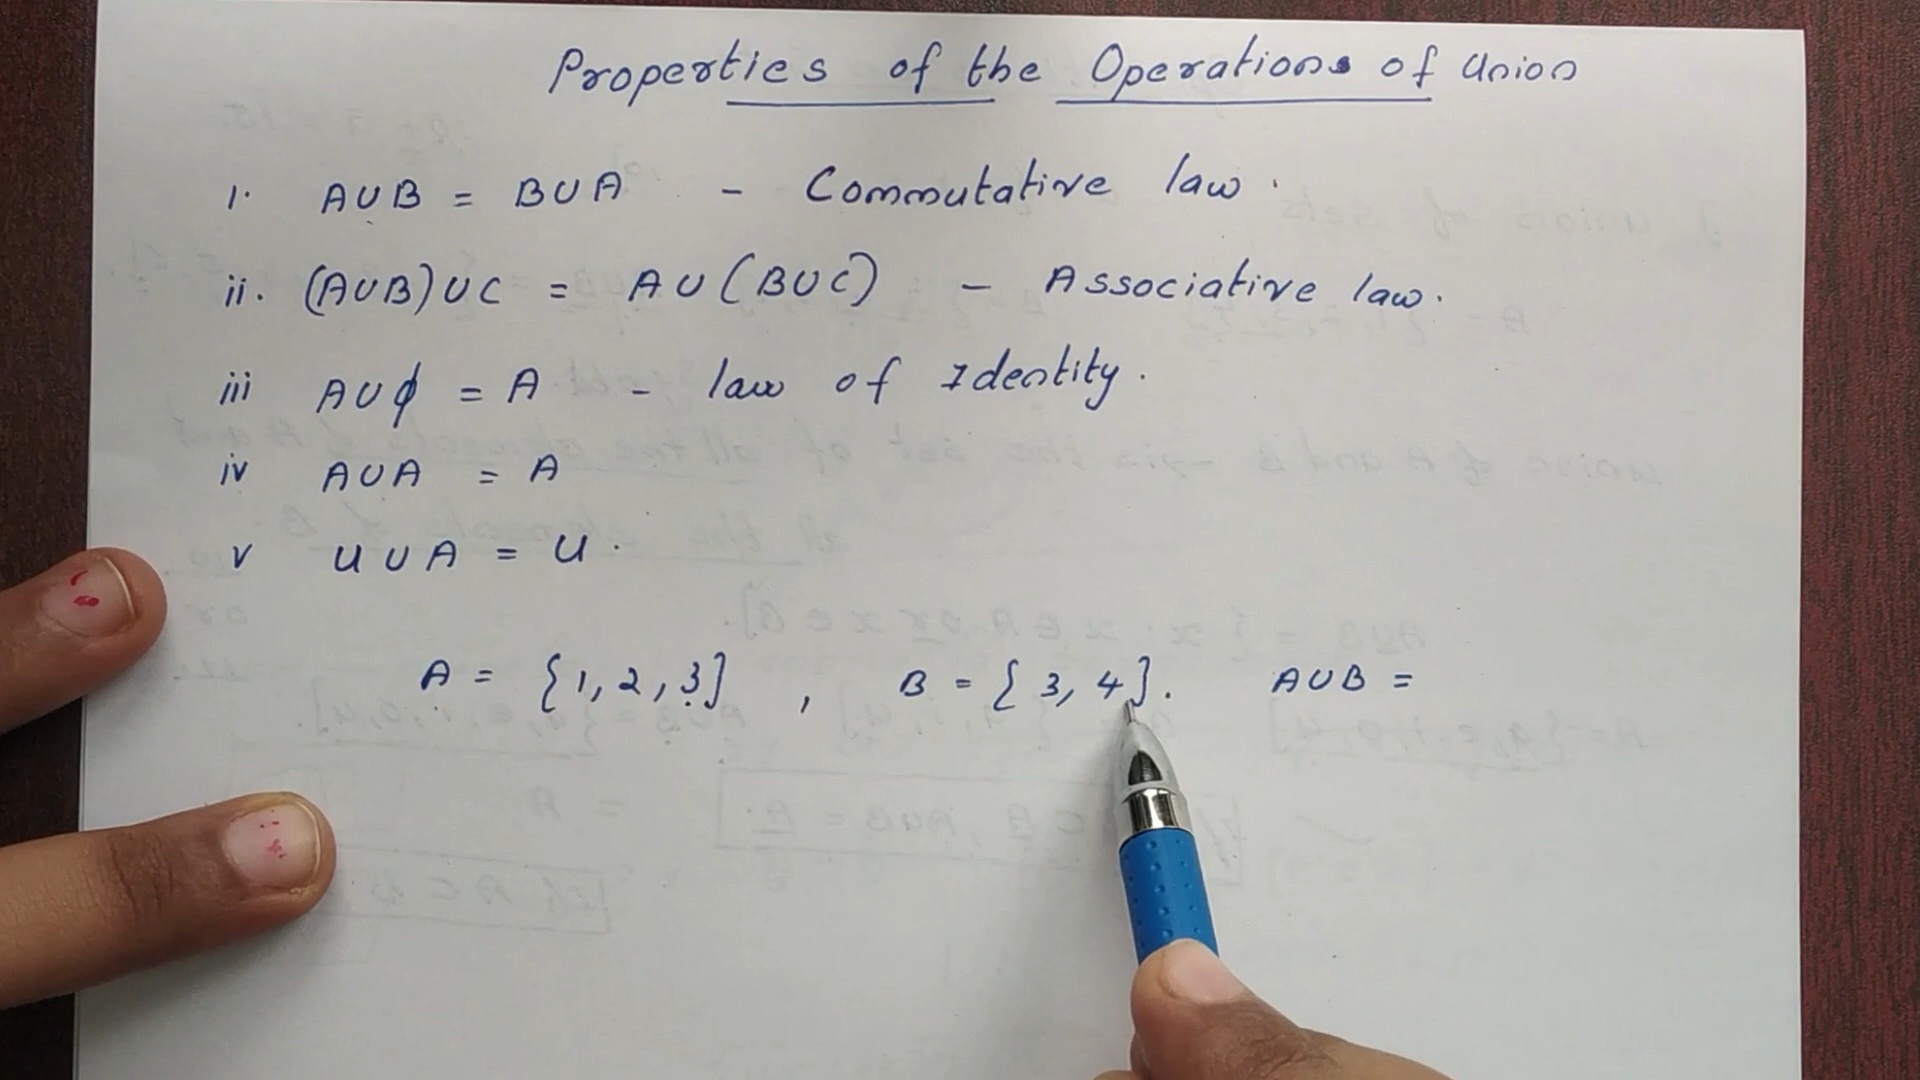 Properties of the Operations of Union
i. A∪B = B∪A - Commutative law.
ii. (A∪B)∪C = A∪(B∪C) - Associative law.
iii A∪ϕ = A - law of Identity.
iv A∪A = A
v U∪A = U.
A = {1, 2, 3} , B = {3, 4}. A∪B =